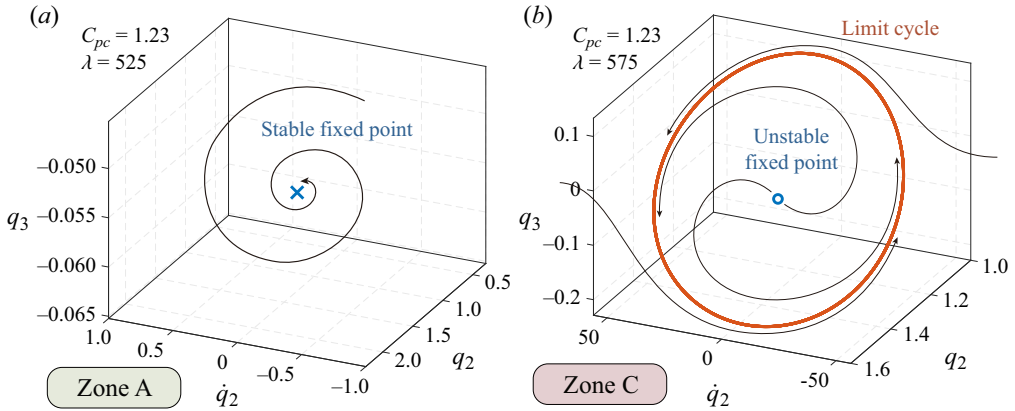 (a)
C_pc = 1.23
λ = 525
Stable fixed point
−0.050
−0.055
q_3
−0.060
−0.065
1.0
0.5
0
−0.5
−1.0
q̇_2
2.0
1.5
1.0
0.5
q_2
Zone A
(b)
Limit cycle
C_pc = 1.23
λ = 575
Unstable
fixed point
0.1
0
q_3
−0.1
−0.2
50
0
-50
q̇_2
1.6
1.4
1.2
1.0
q_2
Zone C